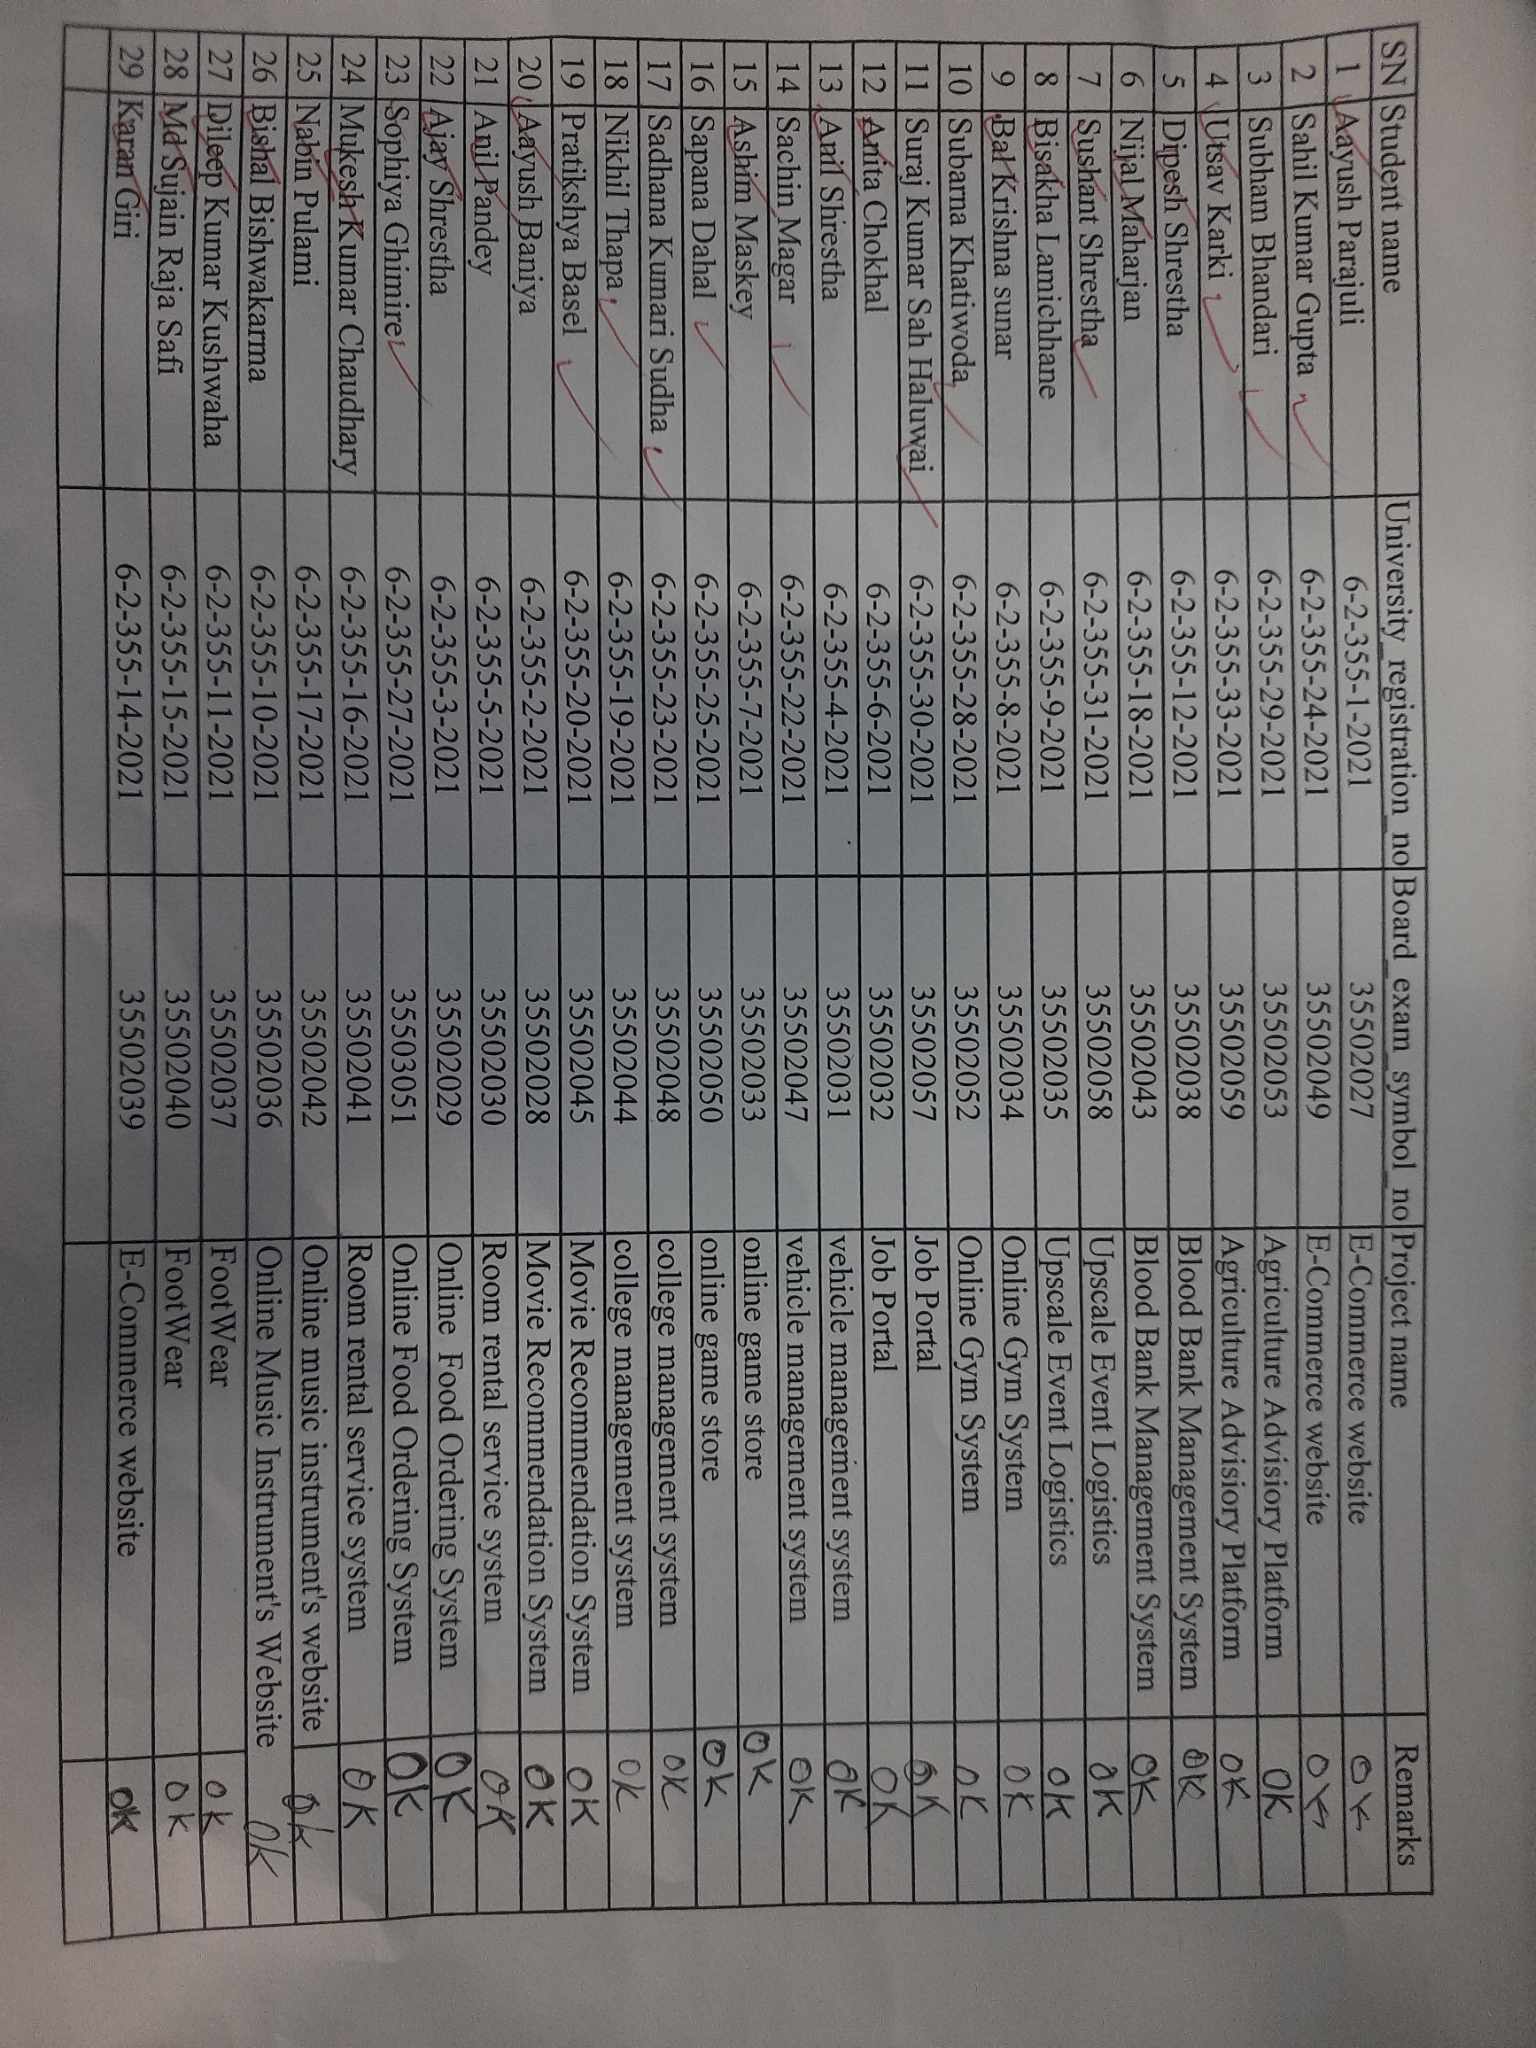 SN Student name University_registration_no Board_exam_symbol_no Project name Remarks
1 Aayush Parajuli 6-2-355-1-2021 35502027 E-Commerce website OK
2 Sahil Kumar Gupta 6-2-355-24-2021 35502049 E-Commerce website OK
3 Subham Bhandari 6-2-355-29-2021 35502053 Agriculture Advisiory Platform OK
4 Utsav Karki 6-2-355-33-2021 35502059 Agriculture Advisiory Platform OK
5 Dipesh Shrestha 6-2-355-12-2021 35502038 Blood Bank Management System OK
6 Nijal Maharjan 6-2-355-18-2021 35502043 Blood Bank Management System OK
7 Sushant Shrestha 6-2-355-31-2021 35502058 Upscale Event Logistics OK
8 Bisakha Lamichhane 6-2-355-9-2021 35502035 Upscale Event Logistics OK
9 Bal Krishna sunar 6-2-355-8-2021 35502034 Online Gym System OK
10 Subarna Khatiwoda 6-2-355-28-2021 35502052 Online Gym System OK
11 Suraj Kumar Sah Haluwai 6-2-355-30-2021 35502057 Job Portal OK
12 Anita Chokhal 6-2-355-6-2021 35502032 Job Portal OK
13 Anil Shrestha 6-2-355-4-2021 35502031 vehicle management system OK
14 Sachin Magar 6-2-355-22-2021 35502047 vehicle management system OK
15 Ashim Maskey 6-2-355-7-2021 35502033 online game store OK
16 Sapana Dahal 6-2-355-25-2021 35502050 online game store OK
17 Sadhana Kumari Sudha 6-2-355-23-2021 35502048 college management system OK
18 Nikhil Thapa 6-2-355-19-2021 35502044 college management system OK
19 Pratikshya Basel 6-2-355-20-2021 35502045 Movie Recommendation System OK
20 Aayush Baniya 6-2-355-2-2021 35502028 Movie Recommendation System OK
21 Anil Pandey 6-2-355-5-2021 35502030 Room rental service system OK
22 Ajay Shrestha 6-2-355-3-2021 35502029 Online Food Ordering System OK
23 Sophiya Ghimire 6-2-355-27-2021 35503051 Online Food Ordering System OK
24 Mukesh Kumar Chaudhary 6-2-355-16-2021 35502041 Room rental service system OK
25 Nabin Pulami 6-2-355-17-2021 35502042 Online music instrument's website Ok
26 Bishal Bishwakarma 6-2-355-10-2021 35502036 Online Music Instrument's Website OK
27 Dileep Kumar Kushwaha 6-2-355-11-2021 35502037 FootWear OK
28 Md Sujain Raja Safi 6-2-355-15-2021 35502040 FootWear OK
29 Karan Giri 6-2-355-14-2021 35502039 E-Commerce website OK